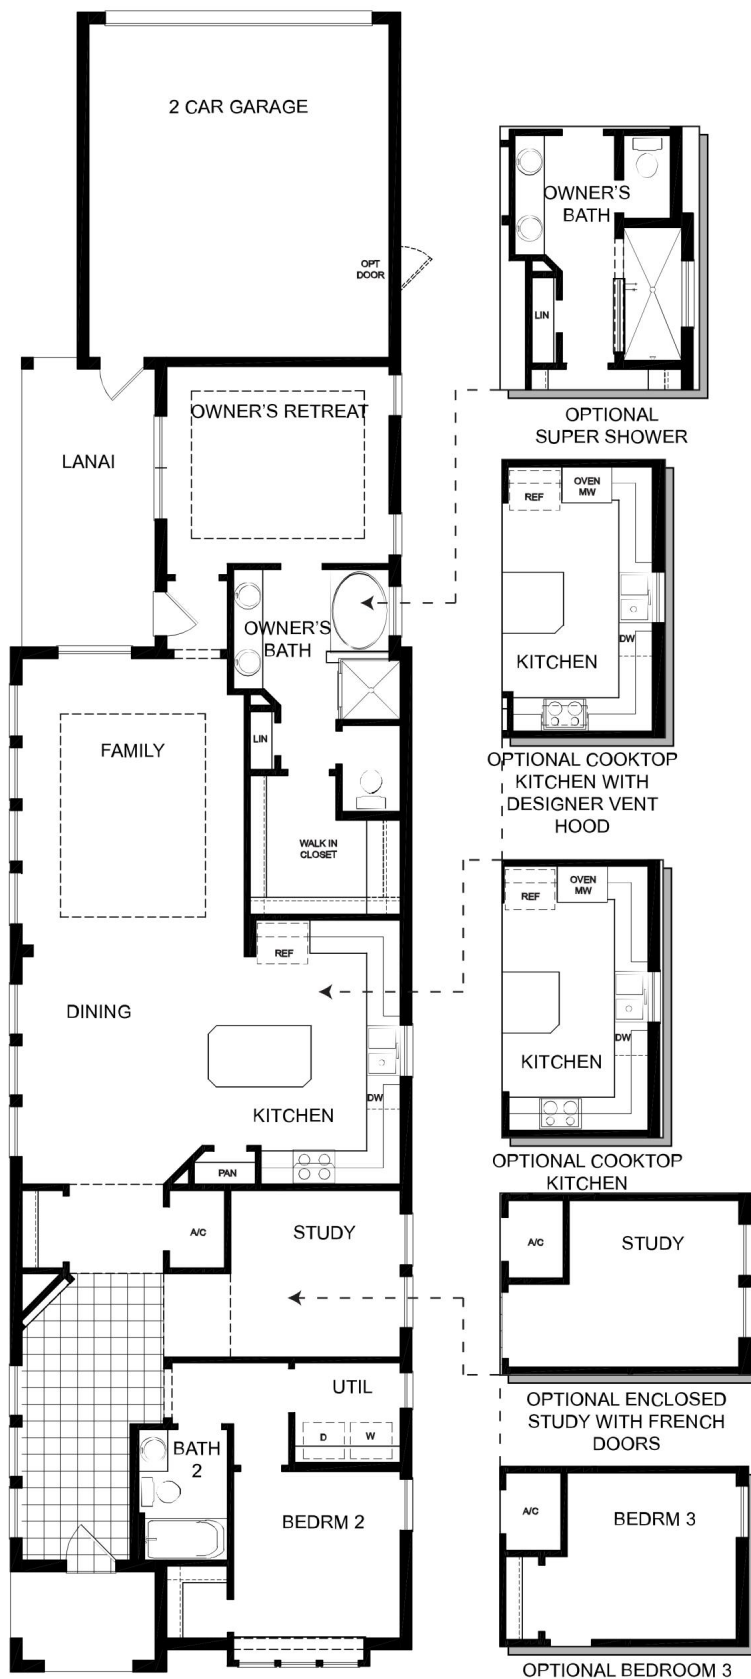 2 CAR GARAGE
OPT
DOOR
OWNER'S RETREAT
LANAI
OWNER'S
BATH
FAMILY
LIN
WALK IN
CLOSET
REF
DINING
KITCHEN
DW
PAN
A/C
STUDY
UTIL
D
W
BATH
2
BEDRM 2
OWNER'S
BATH
LIN
OPTIONAL
SUPER SHOWER
REF
OVEN
MW
DW
KITCHEN
OPTIONAL COOKTOP
KITCHEN WITH
DESIGNER VENT
HOOD
REF
OVEN
MW
DW
KITCHEN
OPTIONAL COOKTOP
KITCHEN
A/C
STUDY
OPTIONAL ENCLOSED
STUDY WITH FRENCH
DOORS
A/C
BEDRM 3
OPTIONAL BEDROOM 3